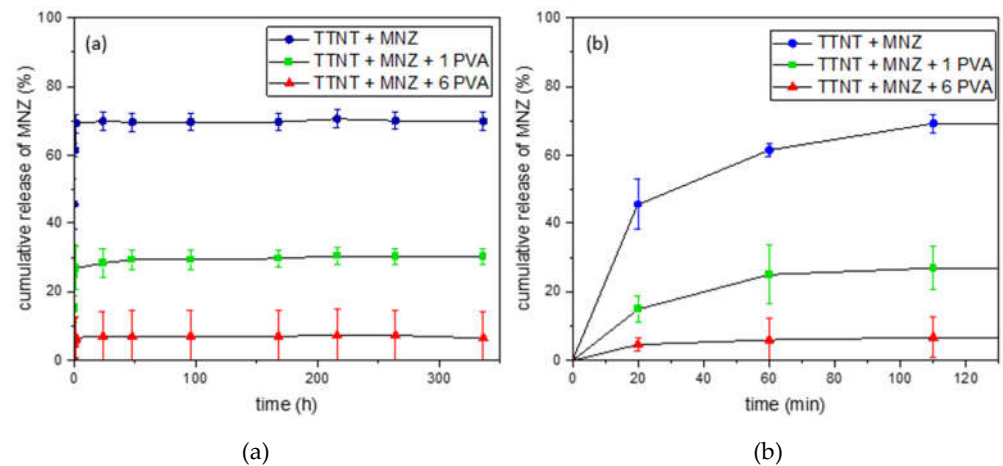 (a)
TTNT + MNZ
TTNT + MNZ + 1 PVA
TTNT + MNZ + 6 PVA
cumulative release of MNZ (%)
100
80
60
40
20
0
0
100
200
300
time (h)
(a)
(b)
TTNT + MNZ
TTNT + MNZ + 1 PVA
TTNT + MNZ + 6 PVA
cumulative release of MNZ (%)
100
80
60
40
20
0
0
20
40
60
80
100
120
time (min)
(b)